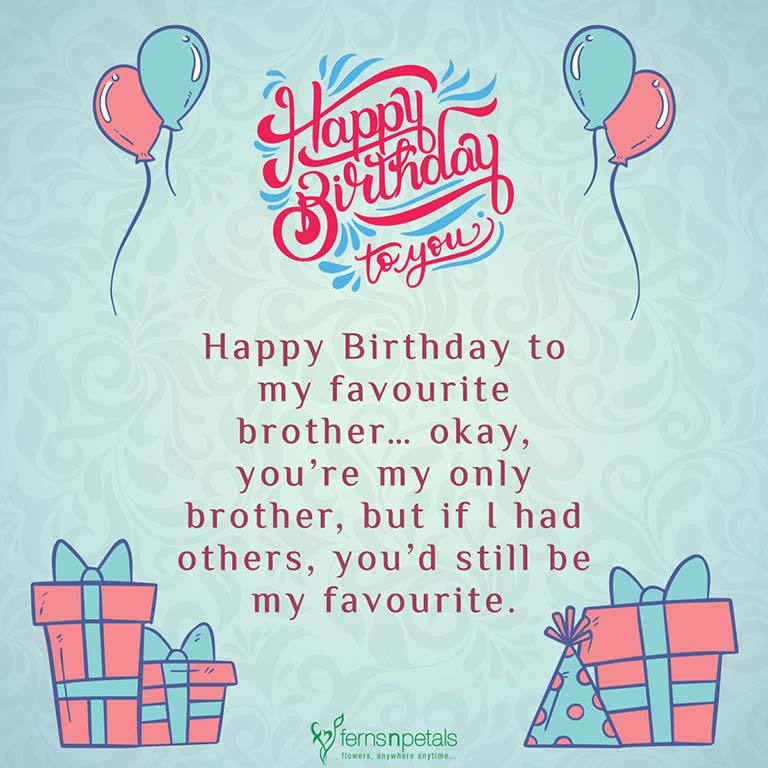 Happy
Birthday
to you
Happy Birthday to
my favourite
brother... okay,
you're my only
brother, but if I had
others, you'd still be
my favourite.
fernsnpetals
flowers, anywhere anytime...